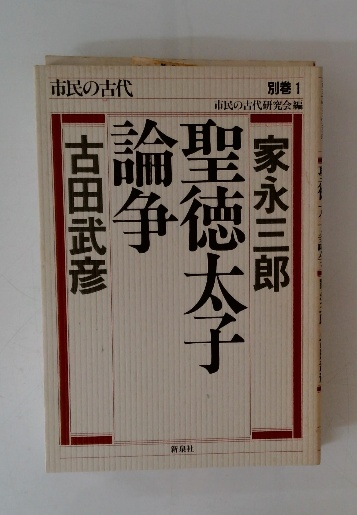 市民の古代
別巻1
市民の古代研究会編
家永三郎
聖徳太子
論争
古田武彦
新泉社